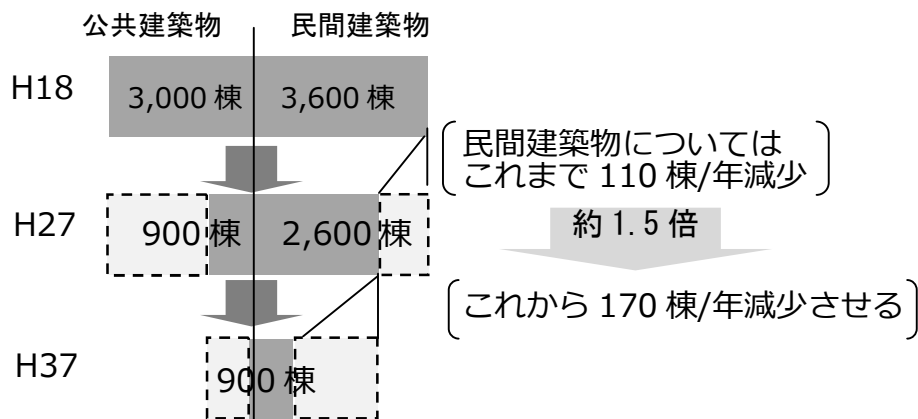 公共建築物 民間建築物
H18 3,000 棟 3,600 棟
民間建築物については
これまで 110 棟/年減少
H27 900 棟 2,600 棟
約 1.5 倍
これから 170 棟/年減少させる
H37 900 棟